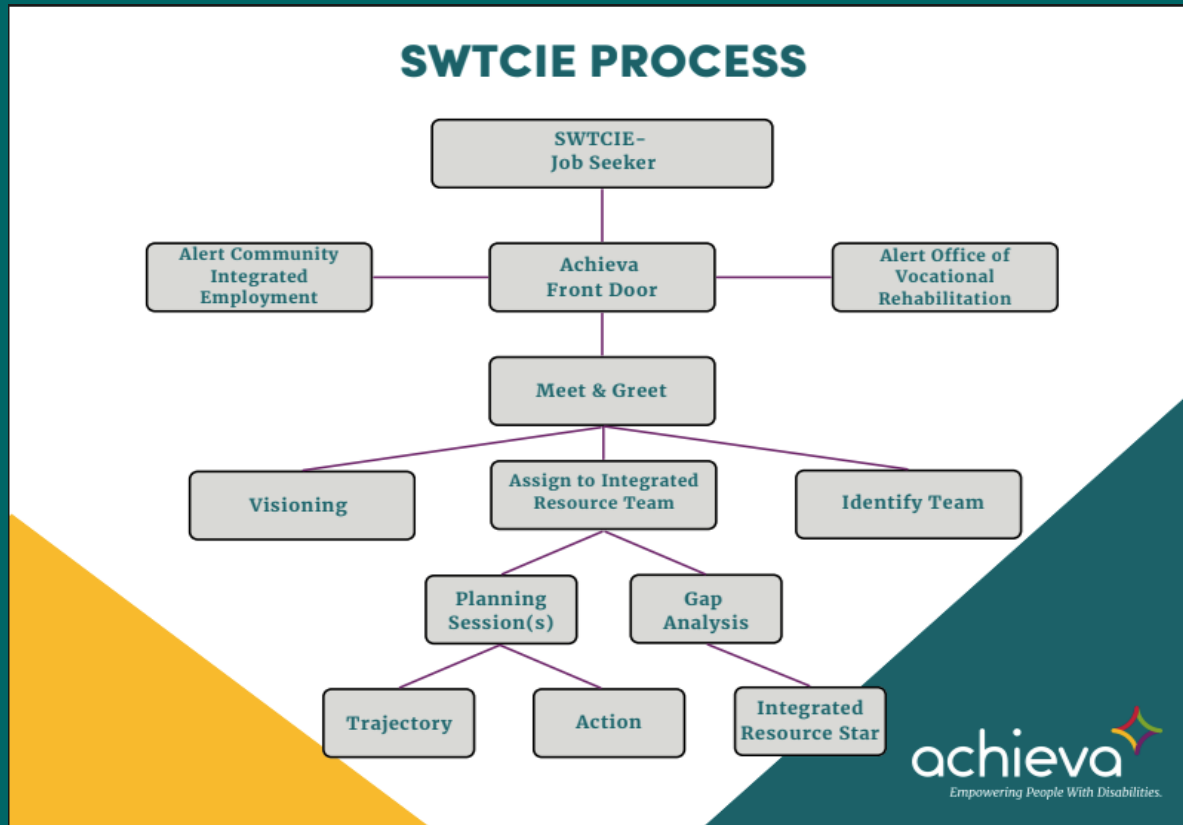 SWTCIE PROCESS
SWTCIE-
Job Seeker
Alert Community
Integrated
Employment
Achieva
Front Door
Alert Office of
Vocational
Rehabilitation
Meet & Greet
Visioning
Assign to Integrated
Resource Team
Identify Team
Planning
Session(s)
Gap
Analysis
Trajectory
Action
Integrated
Resource Star
achieva
Empowering People With Disabilities.